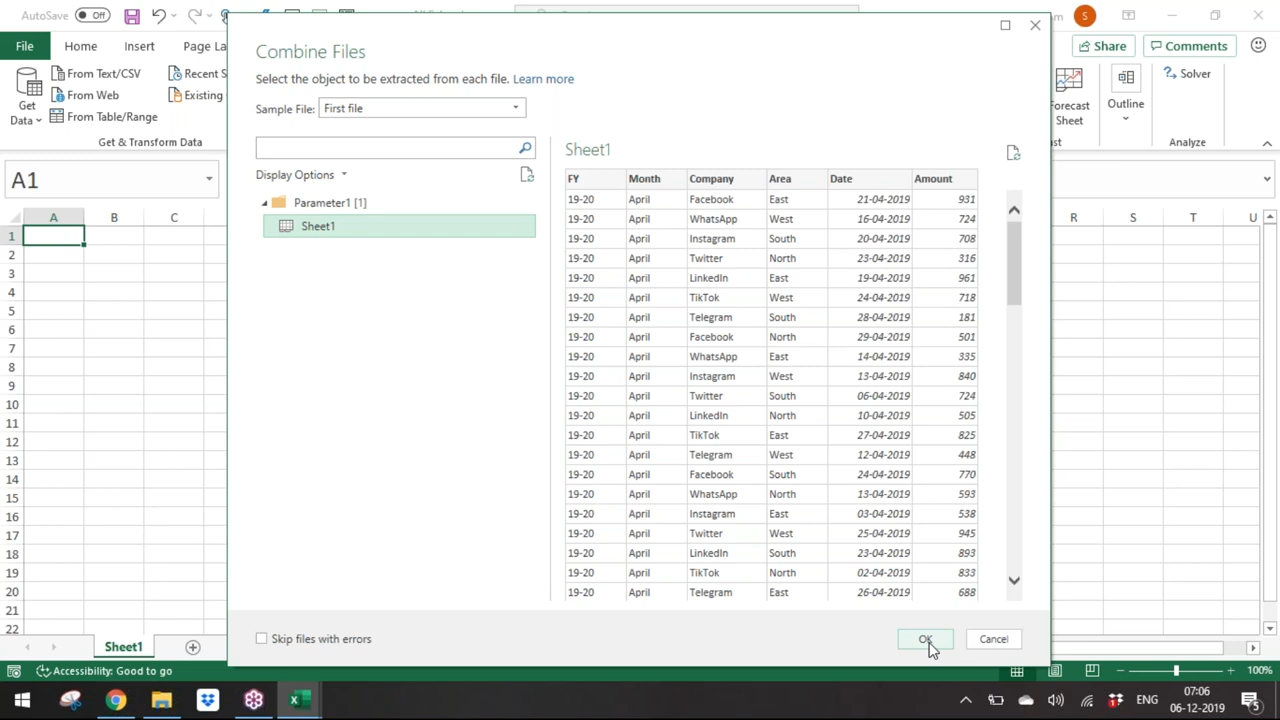 AutoSave Off
File Home Insert Page La
Share Comments
Get Data
From Text/CSV
From Web
From Table/Range
Recent S
Existing
Get & Transform Data
Forecast Sheet
Outline
Solver
Analyze
A1
A B C R S T U
Combine Files
Select the object to be extracted from each file. Learn more
Sample File: First file
Display Options
Parameter1 [1]
Sheet1
Sheet1
FY Month Company Area Date Amount
19-20 April Facebook East 21-04-2019 931
19-20 April WhatsApp West 16-04-2019 724
19-20 April Instagram South 20-04-2019 708
19-20 April Twitter North 23-04-2019 316
19-20 April LinkedIn East 19-04-2019 961
19-20 April TikTok West 24-04-2019 718
19-20 April Telegram South 28-04-2019 181
19-20 April Facebook North 29-04-2019 501
19-20 April WhatsApp East 14-04-2019 335
19-20 April Instagram West 13-04-2019 840
19-20 April Twitter South 06-04-2019 724
19-20 April LinkedIn North 10-04-2019 505
19-20 April TikTok East 27-04-2019 825
19-20 April Telegram West 12-04-2019 448
19-20 April Facebook South 24-04-2019 770
19-20 April WhatsApp North 13-04-2019 593
19-20 April Instagram East 03-04-2019 538
19-20 April Twitter West 25-04-2019 945
19-20 April LinkedIn South 23-04-2019 893
19-20 April TikTok North 02-04-2019 833
19-20 April Telegram East 26-04-2019 688
Skip files with errors
OK Cancel
1
2
3
4
5
6
7
8
9
10
11
12
13
14
15
16
17
18
19
20
21
22
Sheet1
Accessibility: Good to go
100%
ENG
07:06
06-12-2019
5